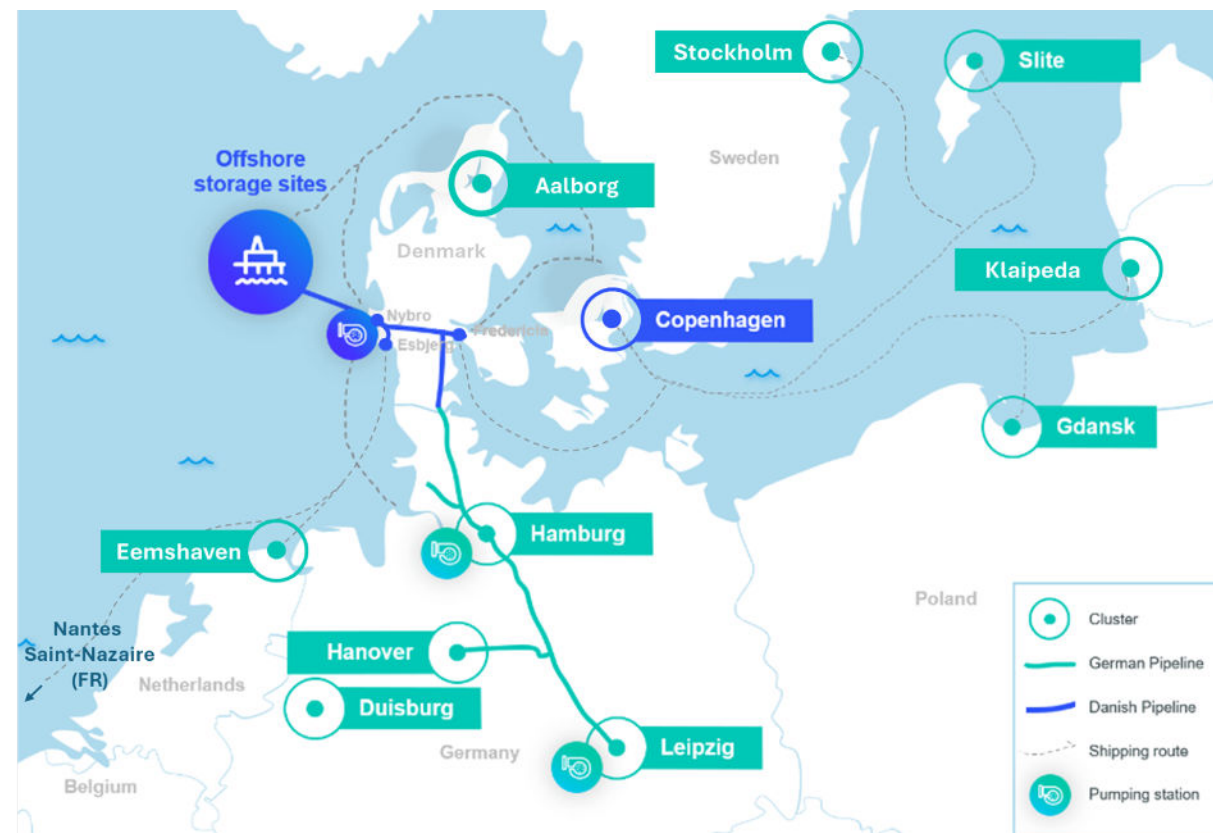 Stockholm
Slite
Sweden
Offshore
storage sites
Aalborg
Denmark
Klaipeda
Nybro
Copenhagen
Fredericia
Esbjerg
Gdansk
Hamburg
Eemshaven
Poland
Nantes
Saint-Nazaire
(FR)
Hanover
Netherlands
Duisburg
Germany
Leipzig
Belgium
Cluster
German Pipeline
Danish Pipeline
Shipping route
Pumping station